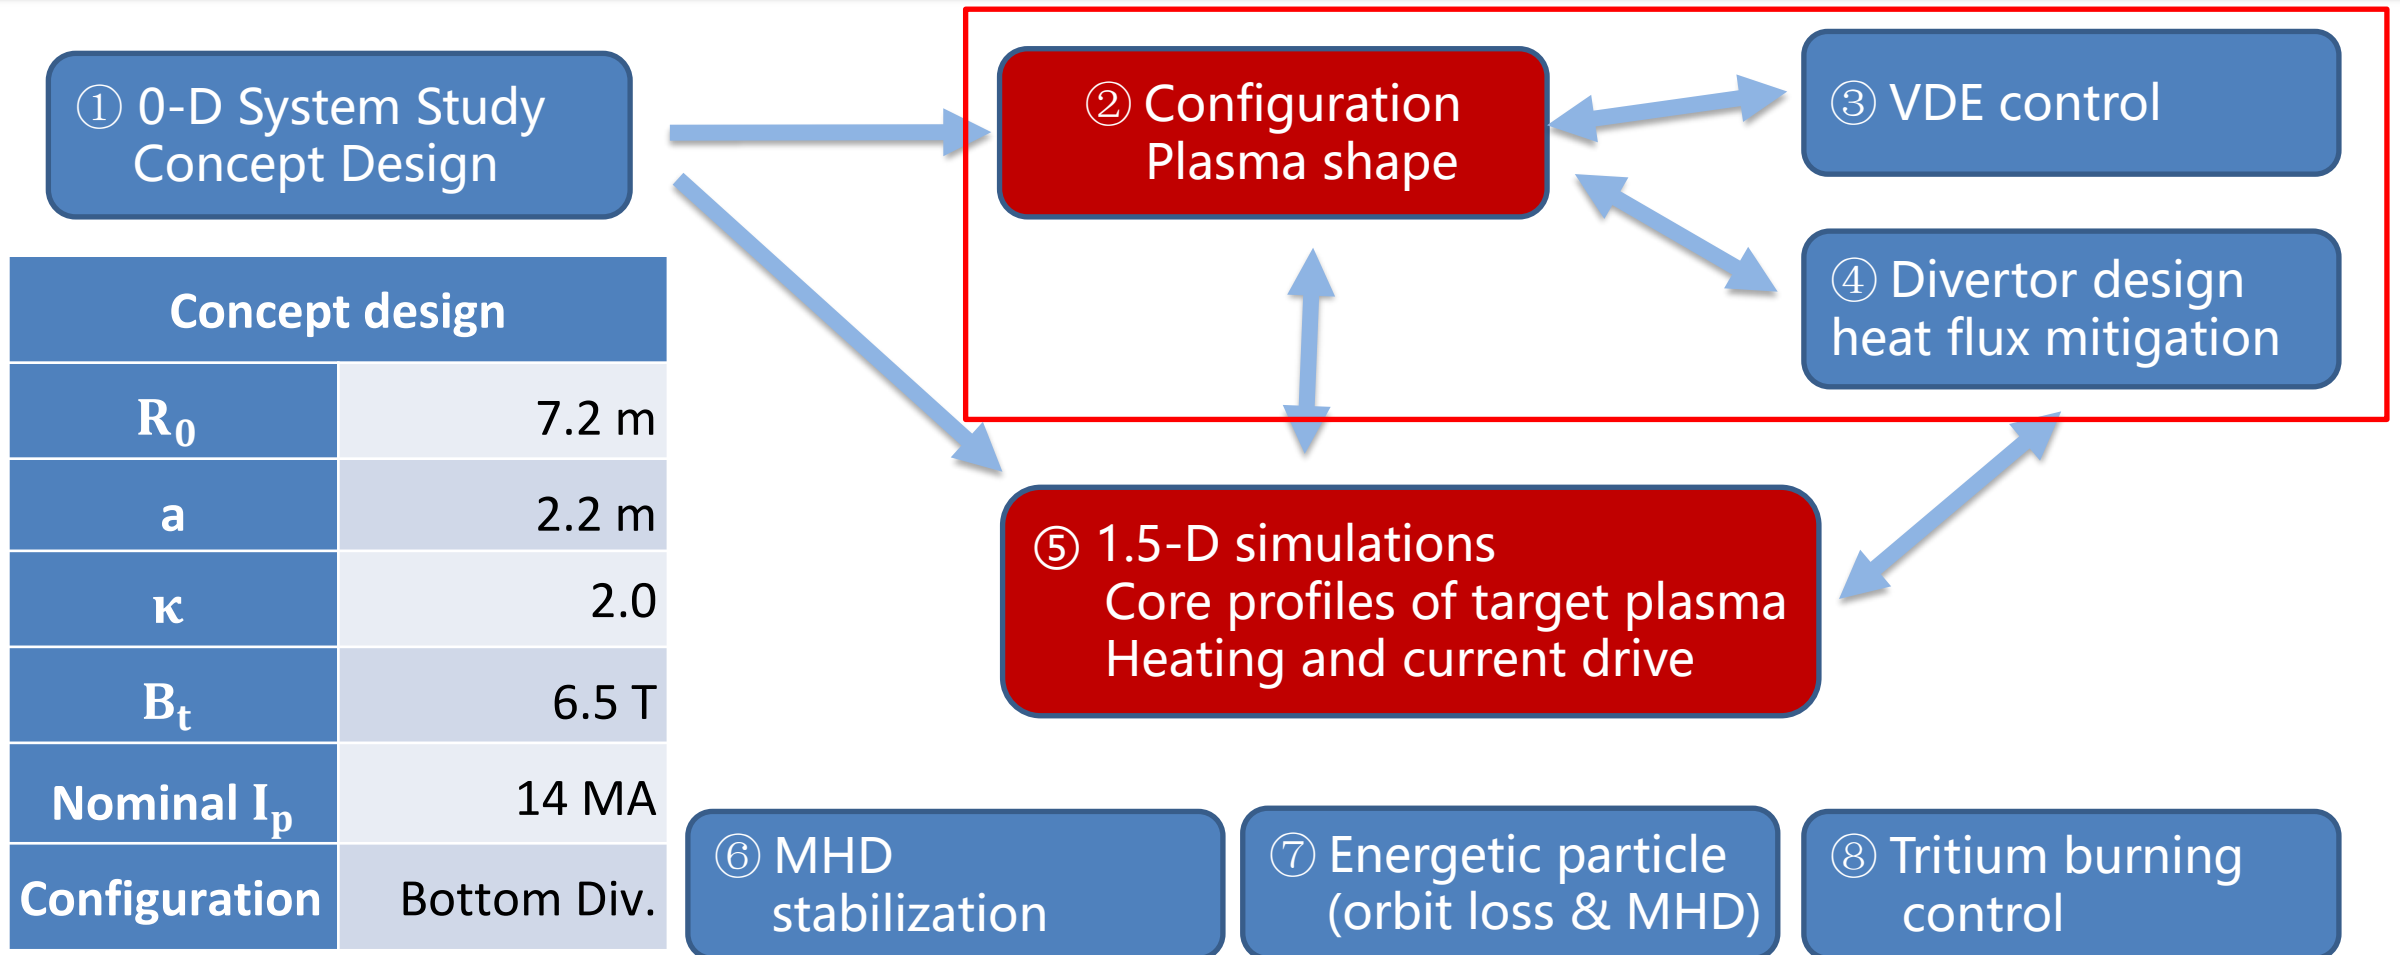 ① 0-D System Study
Concept Design
② Configuration
Plasma shape
③ VDE control
④ Divertor design
heat flux mitigation
Concept design
R₀ 7.2 m
a 2.2 m
κ 2.0
Bₜ 6.5 T
Nominal Iₚ 14 MA
Configuration Bottom Div.
⑤ 1.5-D simulations
Core profiles of target plasma
Heating and current drive
⑥ MHD
stabilization
⑦ Energetic particle
(orbit loss & MHD)
⑧ Tritium burning
control